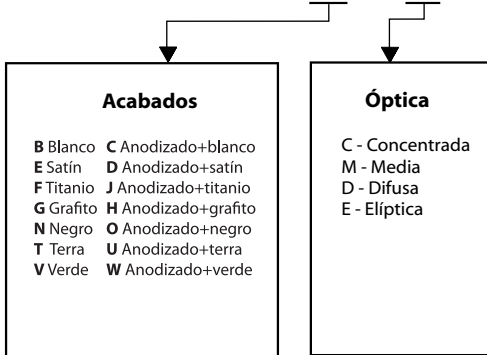 Acabados
B Blanco C Anodizado+blanco
E Satín D Anodizado+satín
F Titanio J Anodizado+titanio
G Grafito H Anodizado+grafito
N Negro O Anodizado+negro
T Terra U Anodizado+terra
V Verde W Anodizado+verde
Óptica
C - Concentrada
M - Media
D - Difusa
E - Elíptica